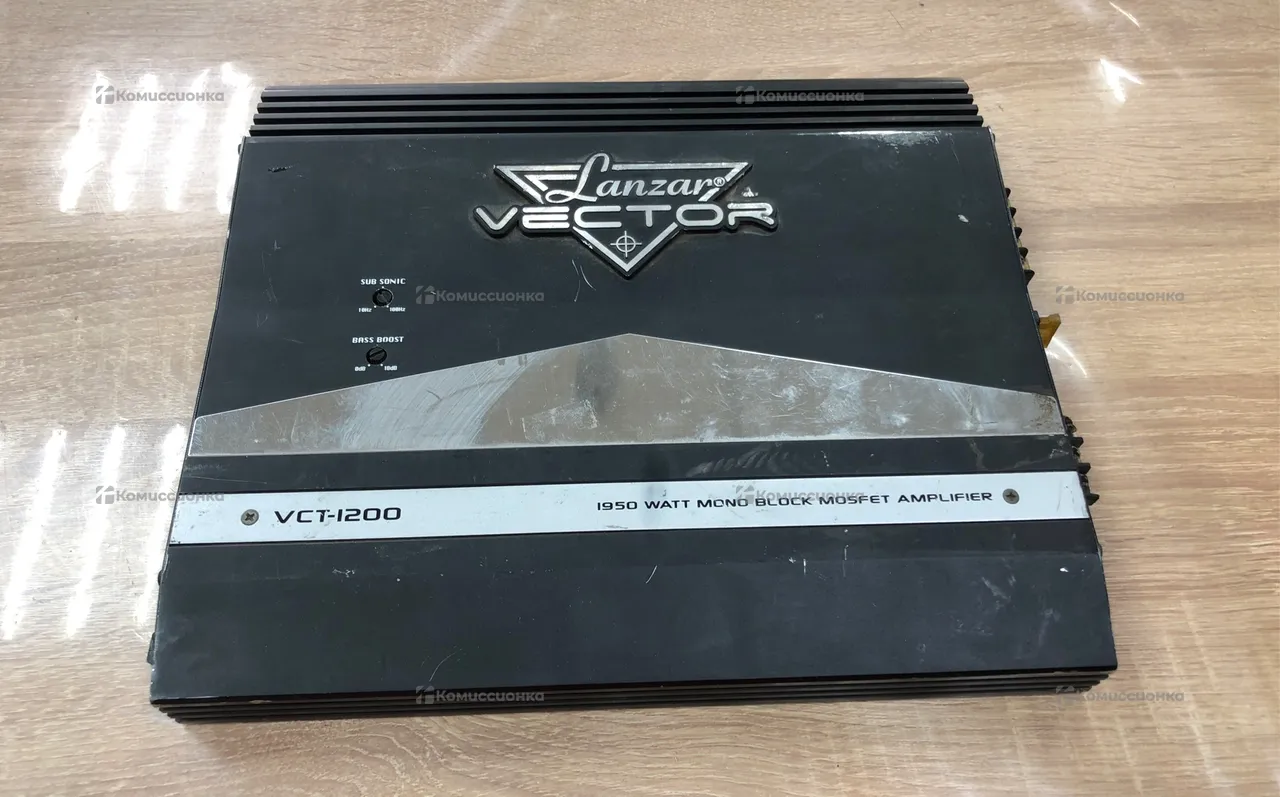 Комиссионка Комиссионка
Lanzar®
VECTOR
SUB SONIC
10Hz 100Hz
Комиссионка Комиссионка
BASS BOOST
0dB 18dB
Комиссионка Комиссионка
VCT-1200 1950 WATT MONO BLOCK MOSFET AMPLIFIER
Комиссионка Комиссионка